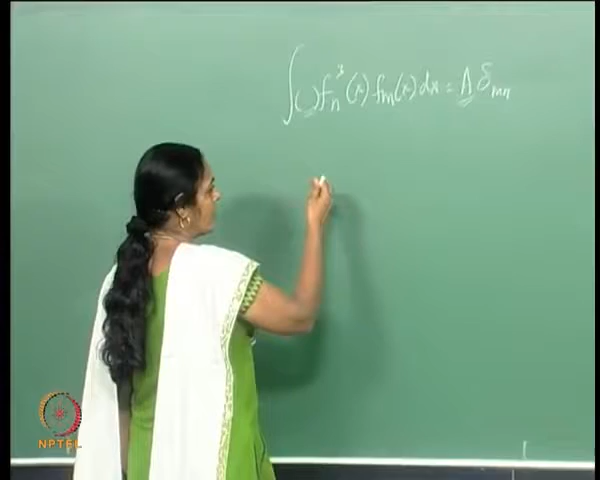 ∫( ) fₙ*(x) fₘ(x) dx = Λ δₘₙ
NPTEL